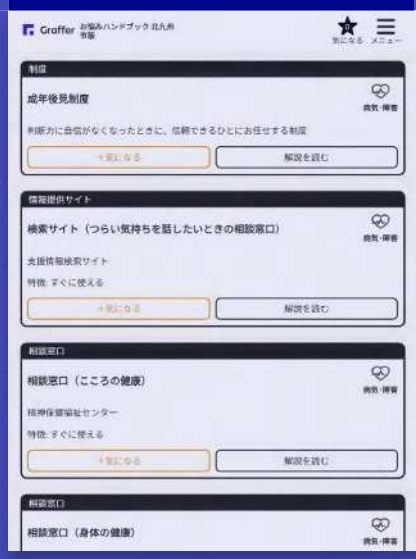 Graffer お悩みハンドブック 北九州
市版
0
気になる メニュー
制度
成年後見制度
病気・障害
判断力に自信がなくなったときに、信頼できるひとにお任せする制度
+気になる 解説を読む
情報提供サイト
検索サイト（つらい気持ちを話したいときの相談窓口）
病気・障害
支援情報検索サイト
特徴: すぐに使える
+気になる 解説を読む
相談窓口
相談窓口（こころの健康）
病気・障害
精神保健福祉センター
特徴: すぐに使える
+気になる 解説を読む
相談窓口
相談窓口（身体の健康）
病気・障害